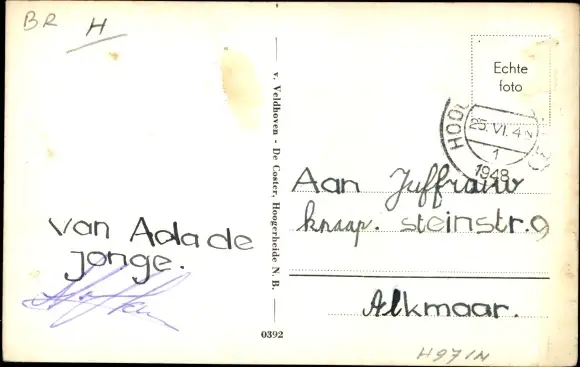 BR H
Echte
foto
25.VI.4
1
1948
Aan Juffrouw
knaap. steinstr.9
Alkmaar.
van Ada de
jonge.
v. Veldhoven - De Coster, Hoogerheide N. B.
0392
H971N